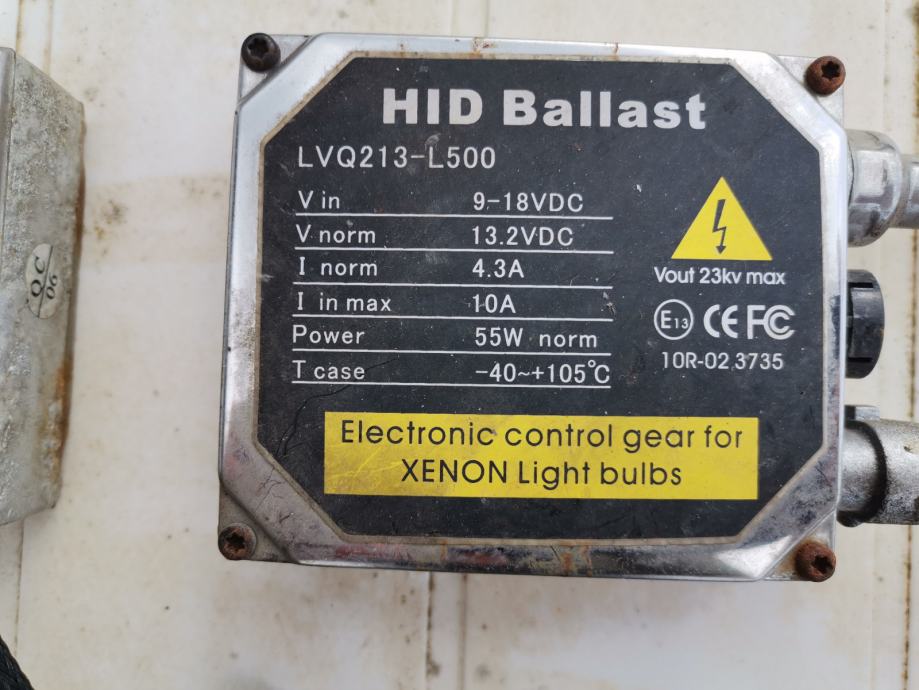 HID Ballast
LVQ213-L500
V in 9-18VDC
V norm 13.2VDC
I norm 4.3A
I in max 10A
Power 55W norm
T case -40~+105℃
Vout 23kv max
E13 CE FC
10R-02 3735
Electronic control gear for
XENON Light bulbs
QC
06